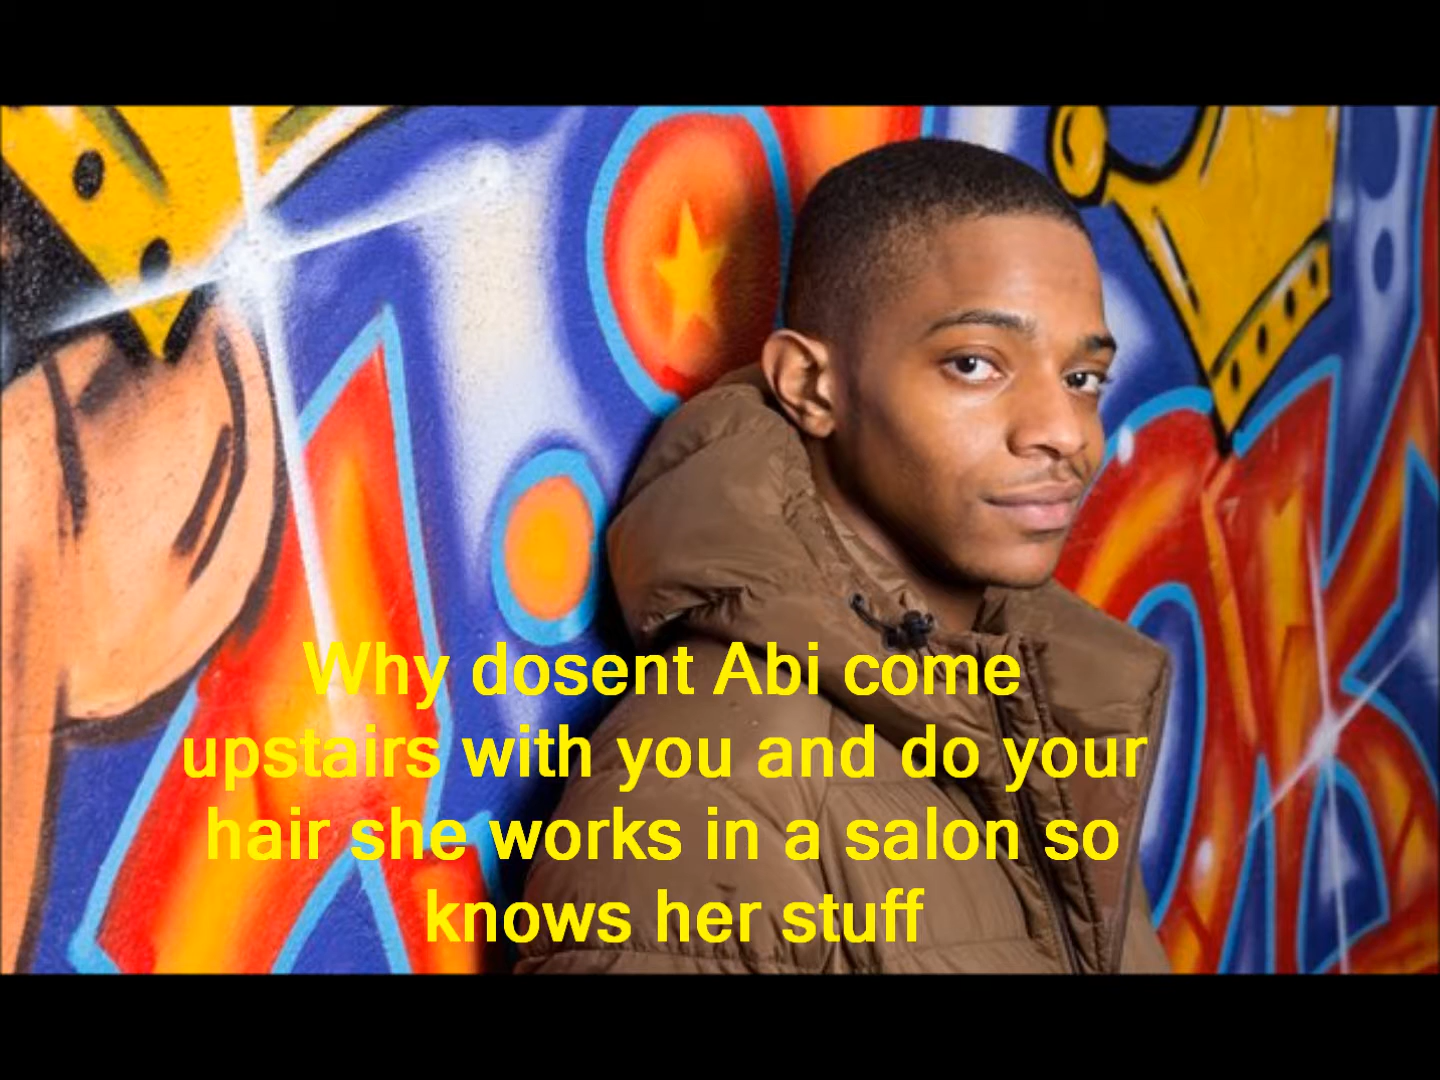 Why dosent Abi come
upstairs with you and do your
hair she works in a salon so
knows her stuff